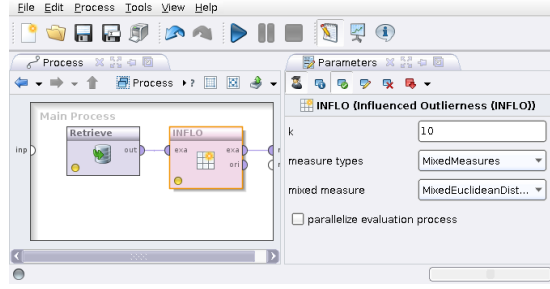 File Edit Process Tools View Help
Process
Parameters
Process ?
Main Process
INFLO (Influenced Outlierness (INFLO))
Retrieve
INFLO
k
10
inp
out
exa
exa
ori
measure types
MixedMeasures
mixed measure
MixedEuclideanDist...
parallelize evaluation process